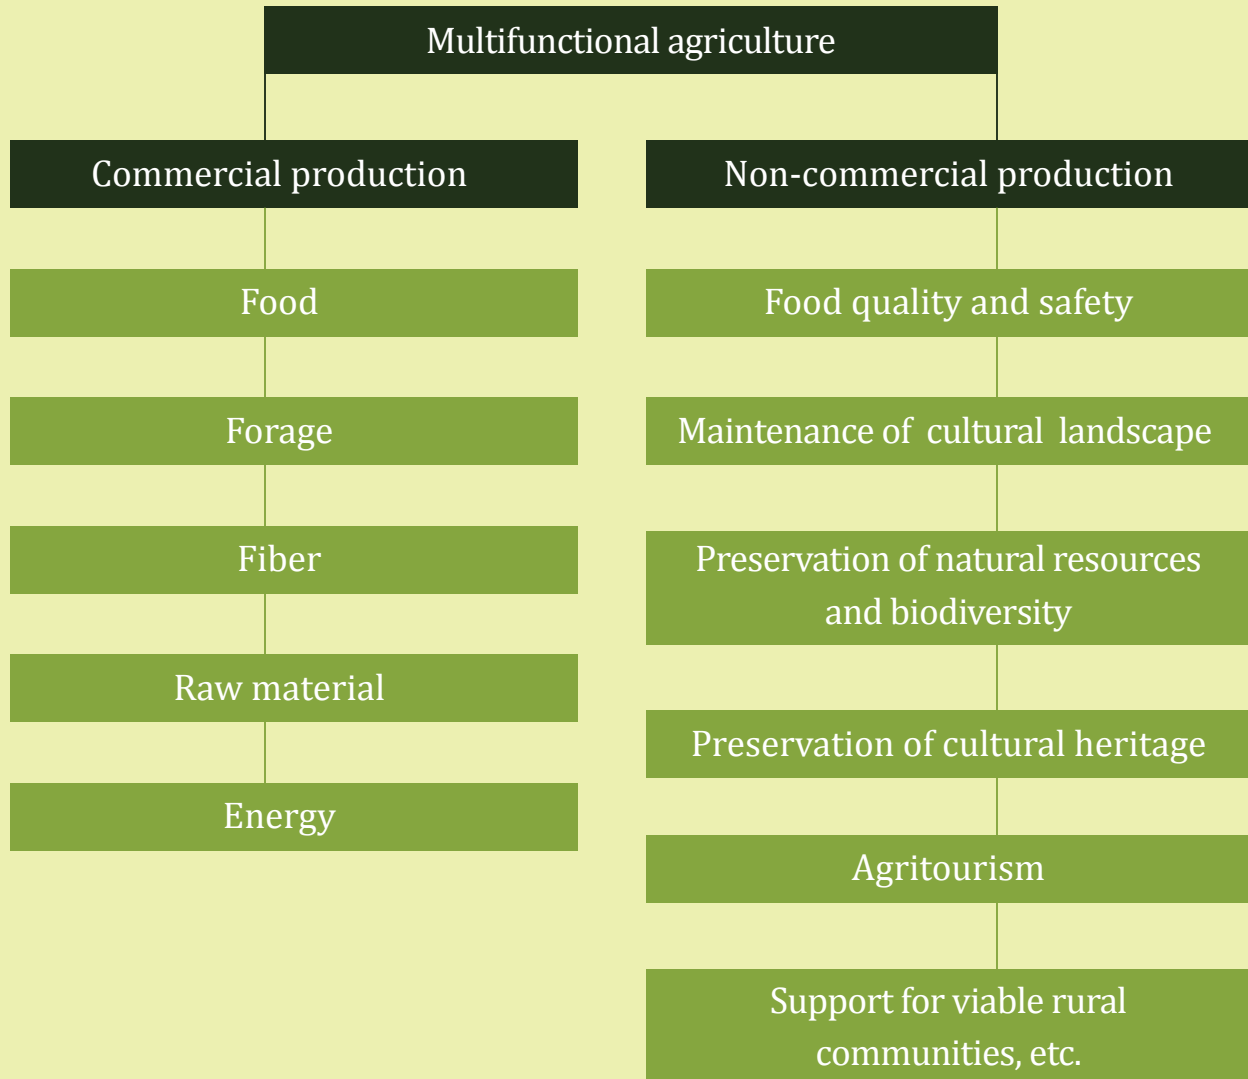 Multifunctional agriculture
Commercial production
Food
Forage
Fiber
Raw material
Energy
Non-commercial production
Food quality and safety
Maintenance of cultural landscape
Preservation of natural resources
and biodiversity
Preservation of cultural heritage
Agritourism
Support for viable rural
communities, etc.